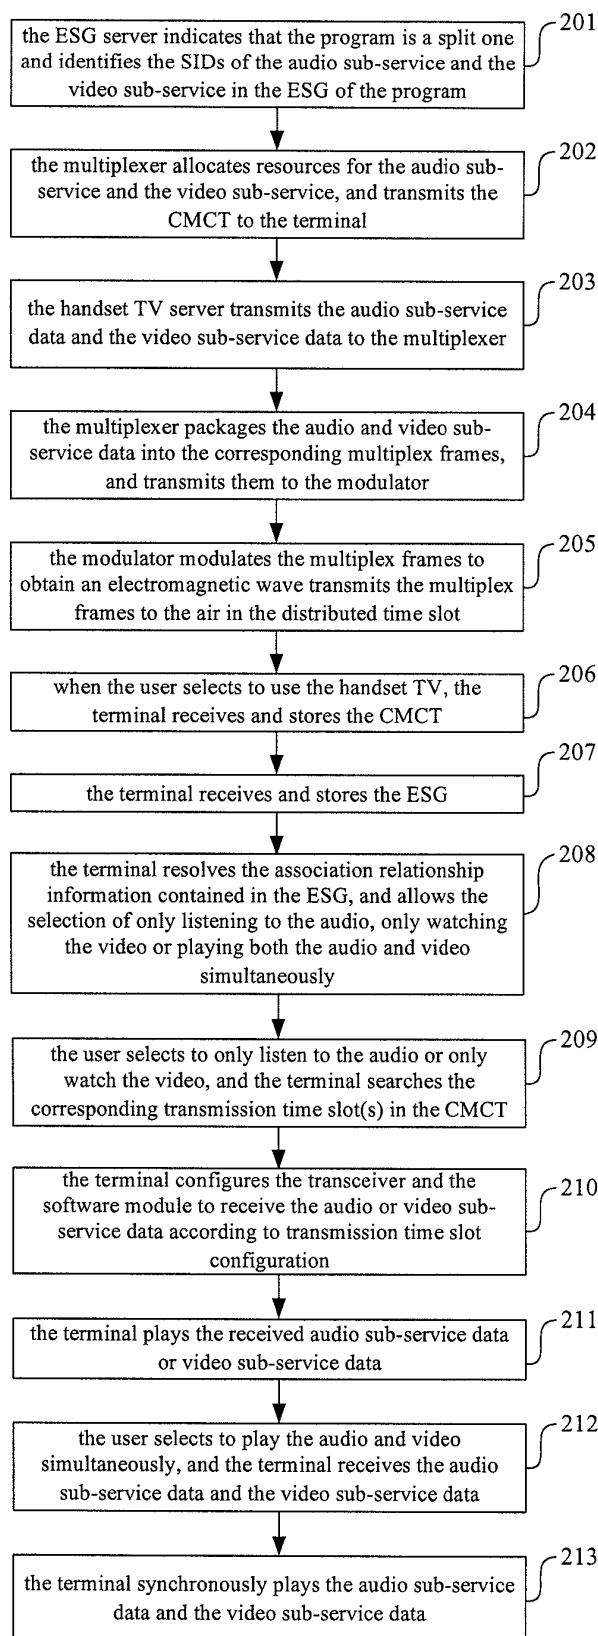 the ESG server indicates that the program is a split one
and identifies the SIDs of the audio sub-service and the
video sub-service in the ESG of the program
201
the multiplexer allocates resources for the audio sub-
service and the video sub-service, and transmits the
CMCT to the terminal
202
the handset TV server transmits the audio sub-service
data and the video sub-service data to the multiplexer
203
the multiplexer packages the audio and video sub-
service data into the corresponding multiplex frames,
and transmits them to the modulator
204
the modulator modulates the multiplex frames to
obtain an electromagnetic wave transmits the multiplex
frames to the air in the distributed time slot
205
when the user selects to use the handset TV, the
terminal receives and stores the CMCT
206
the terminal receives and stores the ESG
207
the terminal resolves the association relationship
information contained in the ESG, and allows the
selection of only listening to the audio, only watching
the video or playing both the audio and video
simultaneously
208
the user selects to only listen to the audio or only
watch the video, and the terminal searches the
corresponding transmission time slot(s) in the CMCT
209
the terminal configures the transceiver and the
software module to receive the audio or video sub-
service data according to transmission time slot
configuration
210
the terminal plays the received audio sub-service data
or video sub-service data
211
the user selects to play the audio and video
simultaneously, and the terminal receives the audio
sub-service data and the video sub-service data
212
the terminal synchronously plays the audio sub-service
data and the video sub-service data
213